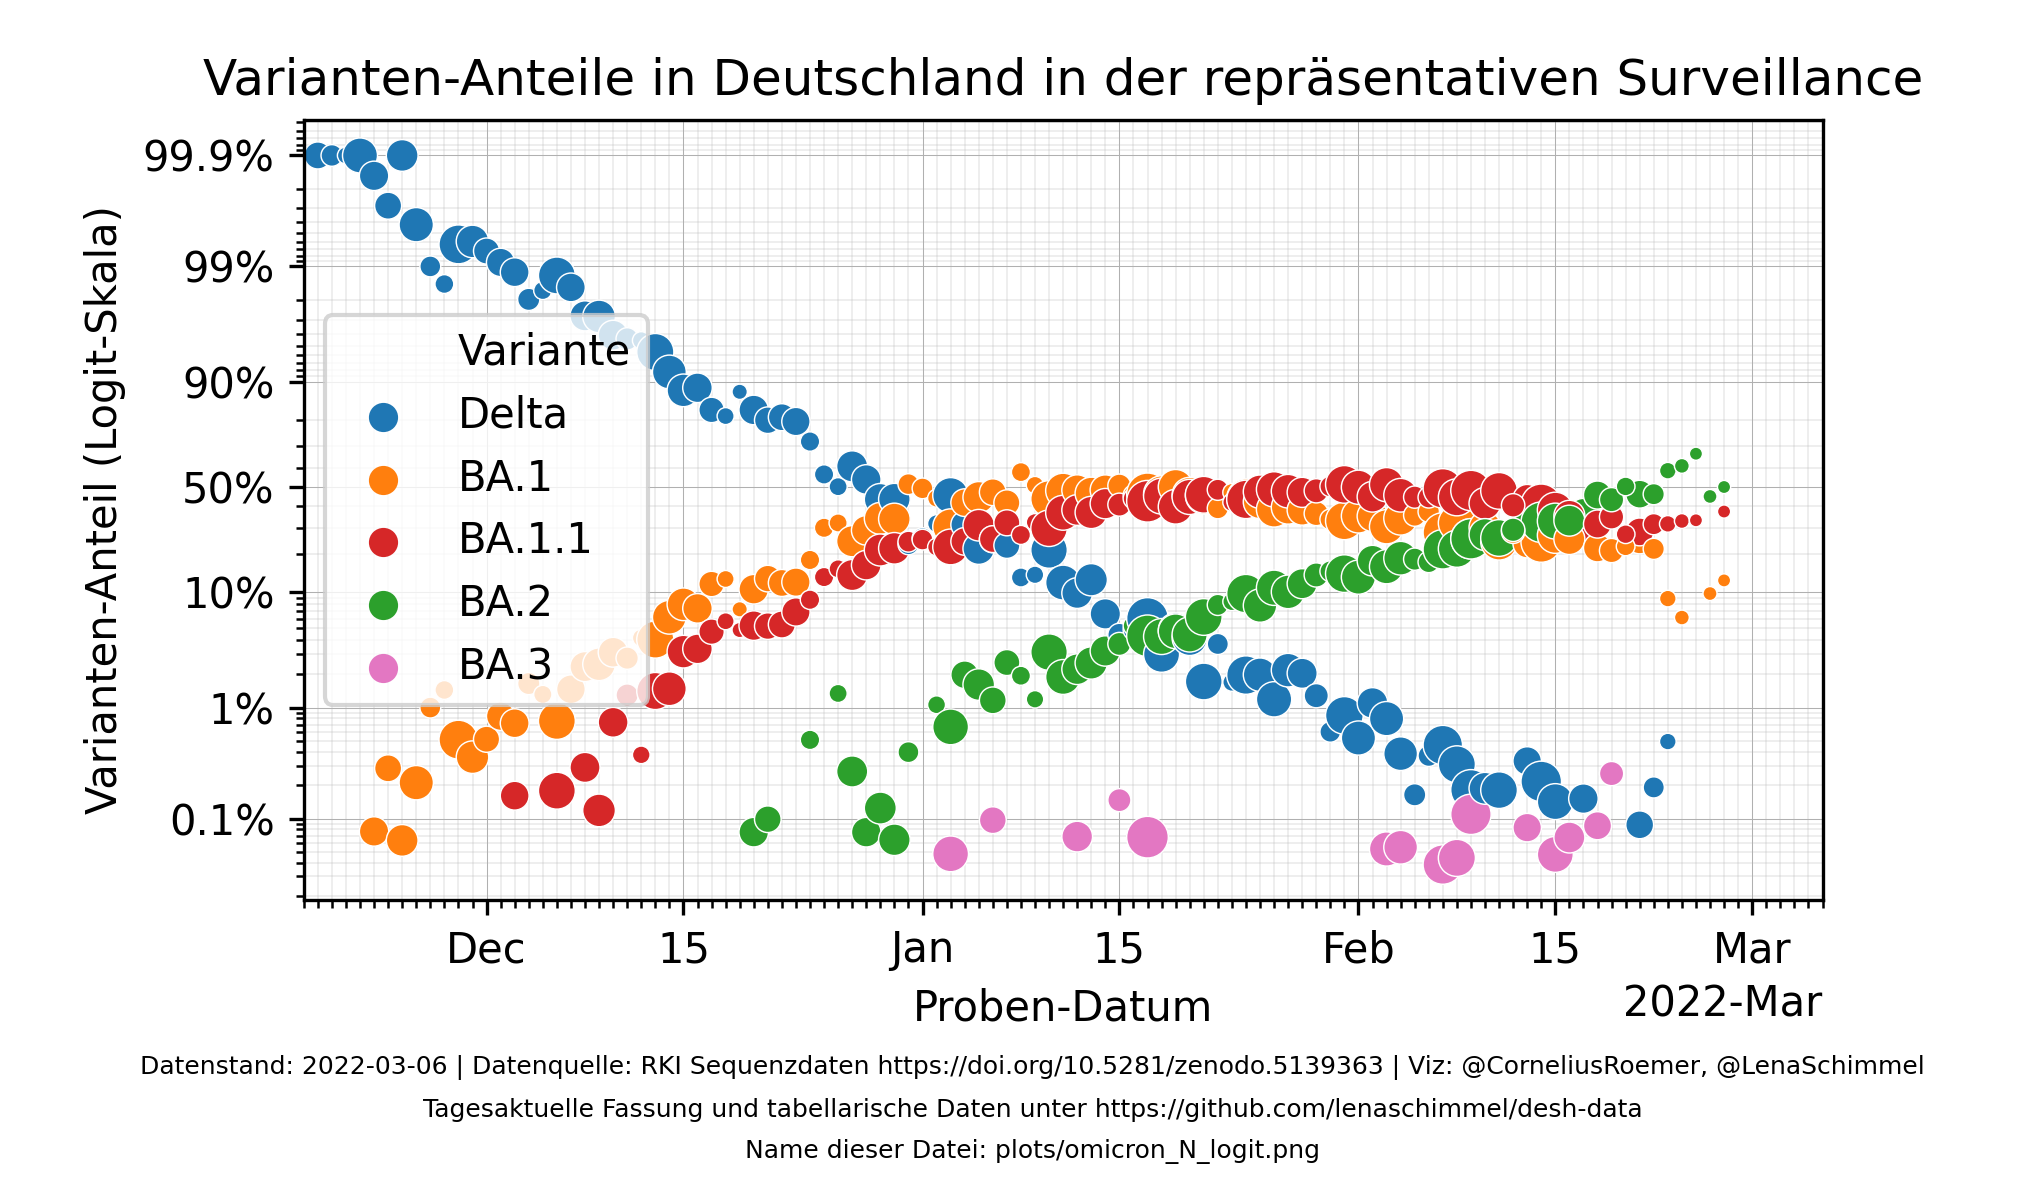 Varianten-Anteile in Deutschland in der repräsentativen Surveillance
Varianten-Anteil (Logit-Skala)
99.9%
99%
90%
50%
10%
1%
0.1%
Variante
Delta
BA.1
BA.1.1
BA.2
BA.3
Dec 15 Jan 15 Feb 15 Mar
Proben-Datum
2022-Mar
Datenstand: 2022-03-06 | Datenquelle: RKI Sequenzdaten https://doi.org/10.5281/zenodo.5139363 | Viz: @CorneliusRoemer, @LenaSchimmel
Tagesaktuelle Fassung und tabellarische Daten unter https://github.com/lenaschimmel/desh-data
Name dieser Datei: plots/omicron_N_logit.png